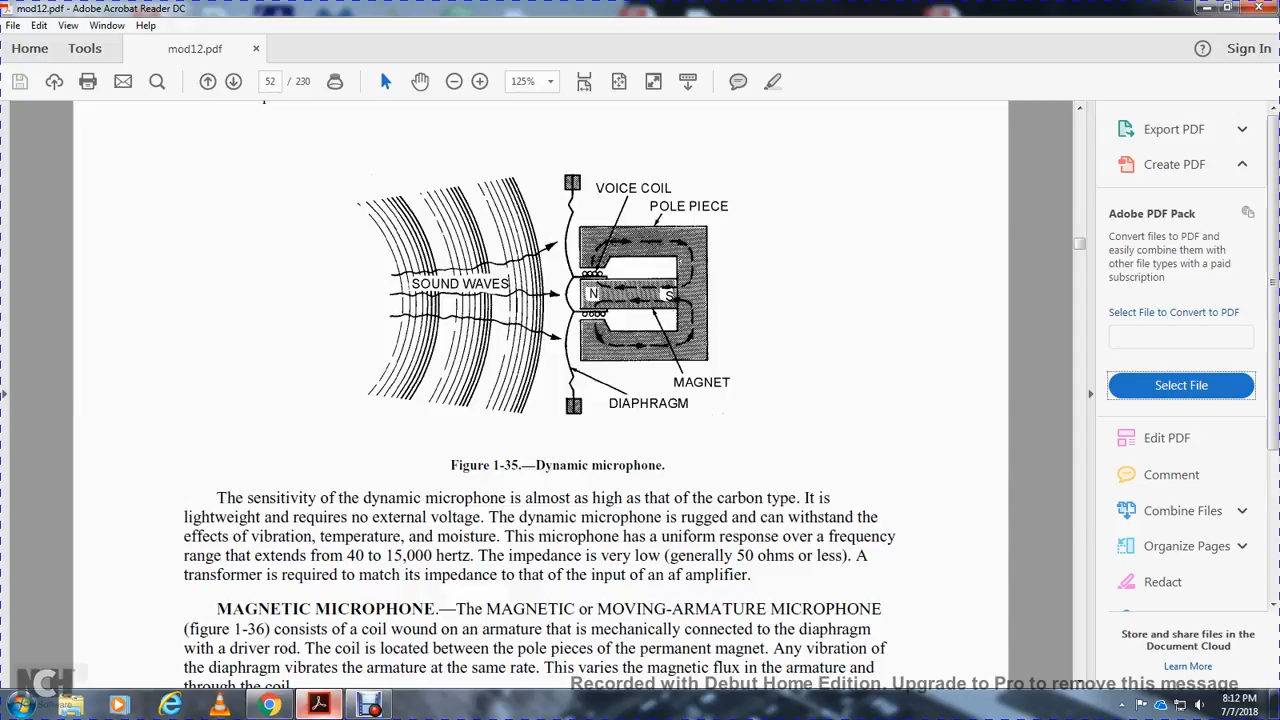 mod12.pdf - Adobe Acrobat Reader DC
File Edit View Window Help
Home Tools mod12.pdf × Sign In
52 / 230 125%
VOICE COIL
POLE PIECE
SOUND WAVES
N S
MAGNET
DIAPHRAGM
Figure 1-35.—Dynamic microphone.
The sensitivity of the dynamic microphone is almost as high as that of the carbon type. It is
lightweight and requires no external voltage. The dynamic microphone is rugged and can withstand the
effects of vibration, temperature, and moisture. This microphone has a uniform response over a frequency
range that extends from 40 to 15,000 hertz. The impedance is very low (generally 50 ohms or less). A
transformer is required to match its impedance to that of the input of an af amplifier.
MAGNETIC MICROPHONE.—The MAGNETIC or MOVING-ARMATURE MICROPHONE
(figure 1-36) consists of a coil wound on an armature that is mechanically connected to the diaphragm
with a driver rod. The coil is located between the pole pieces of the permanent magnet. Any vibration of
the diaphragm vibrates the armature at the same rate. This varies the magnetic flux in the armature and
through the coil.
Export PDF
Create PDF
Adobe PDF Pack
Convert files to PDF and
easily combine them with
other file types with a paid
subscription
Select File to Convert to PDF
Select File
Edit PDF
Comment
Combine Files
Organize Pages
Redact
Store and share files in the
Document Cloud
Learn More
NCH
Recorded with Debut Home Edition. Upgrade to Pro to remove this message
8:12 PM
7/7/2018